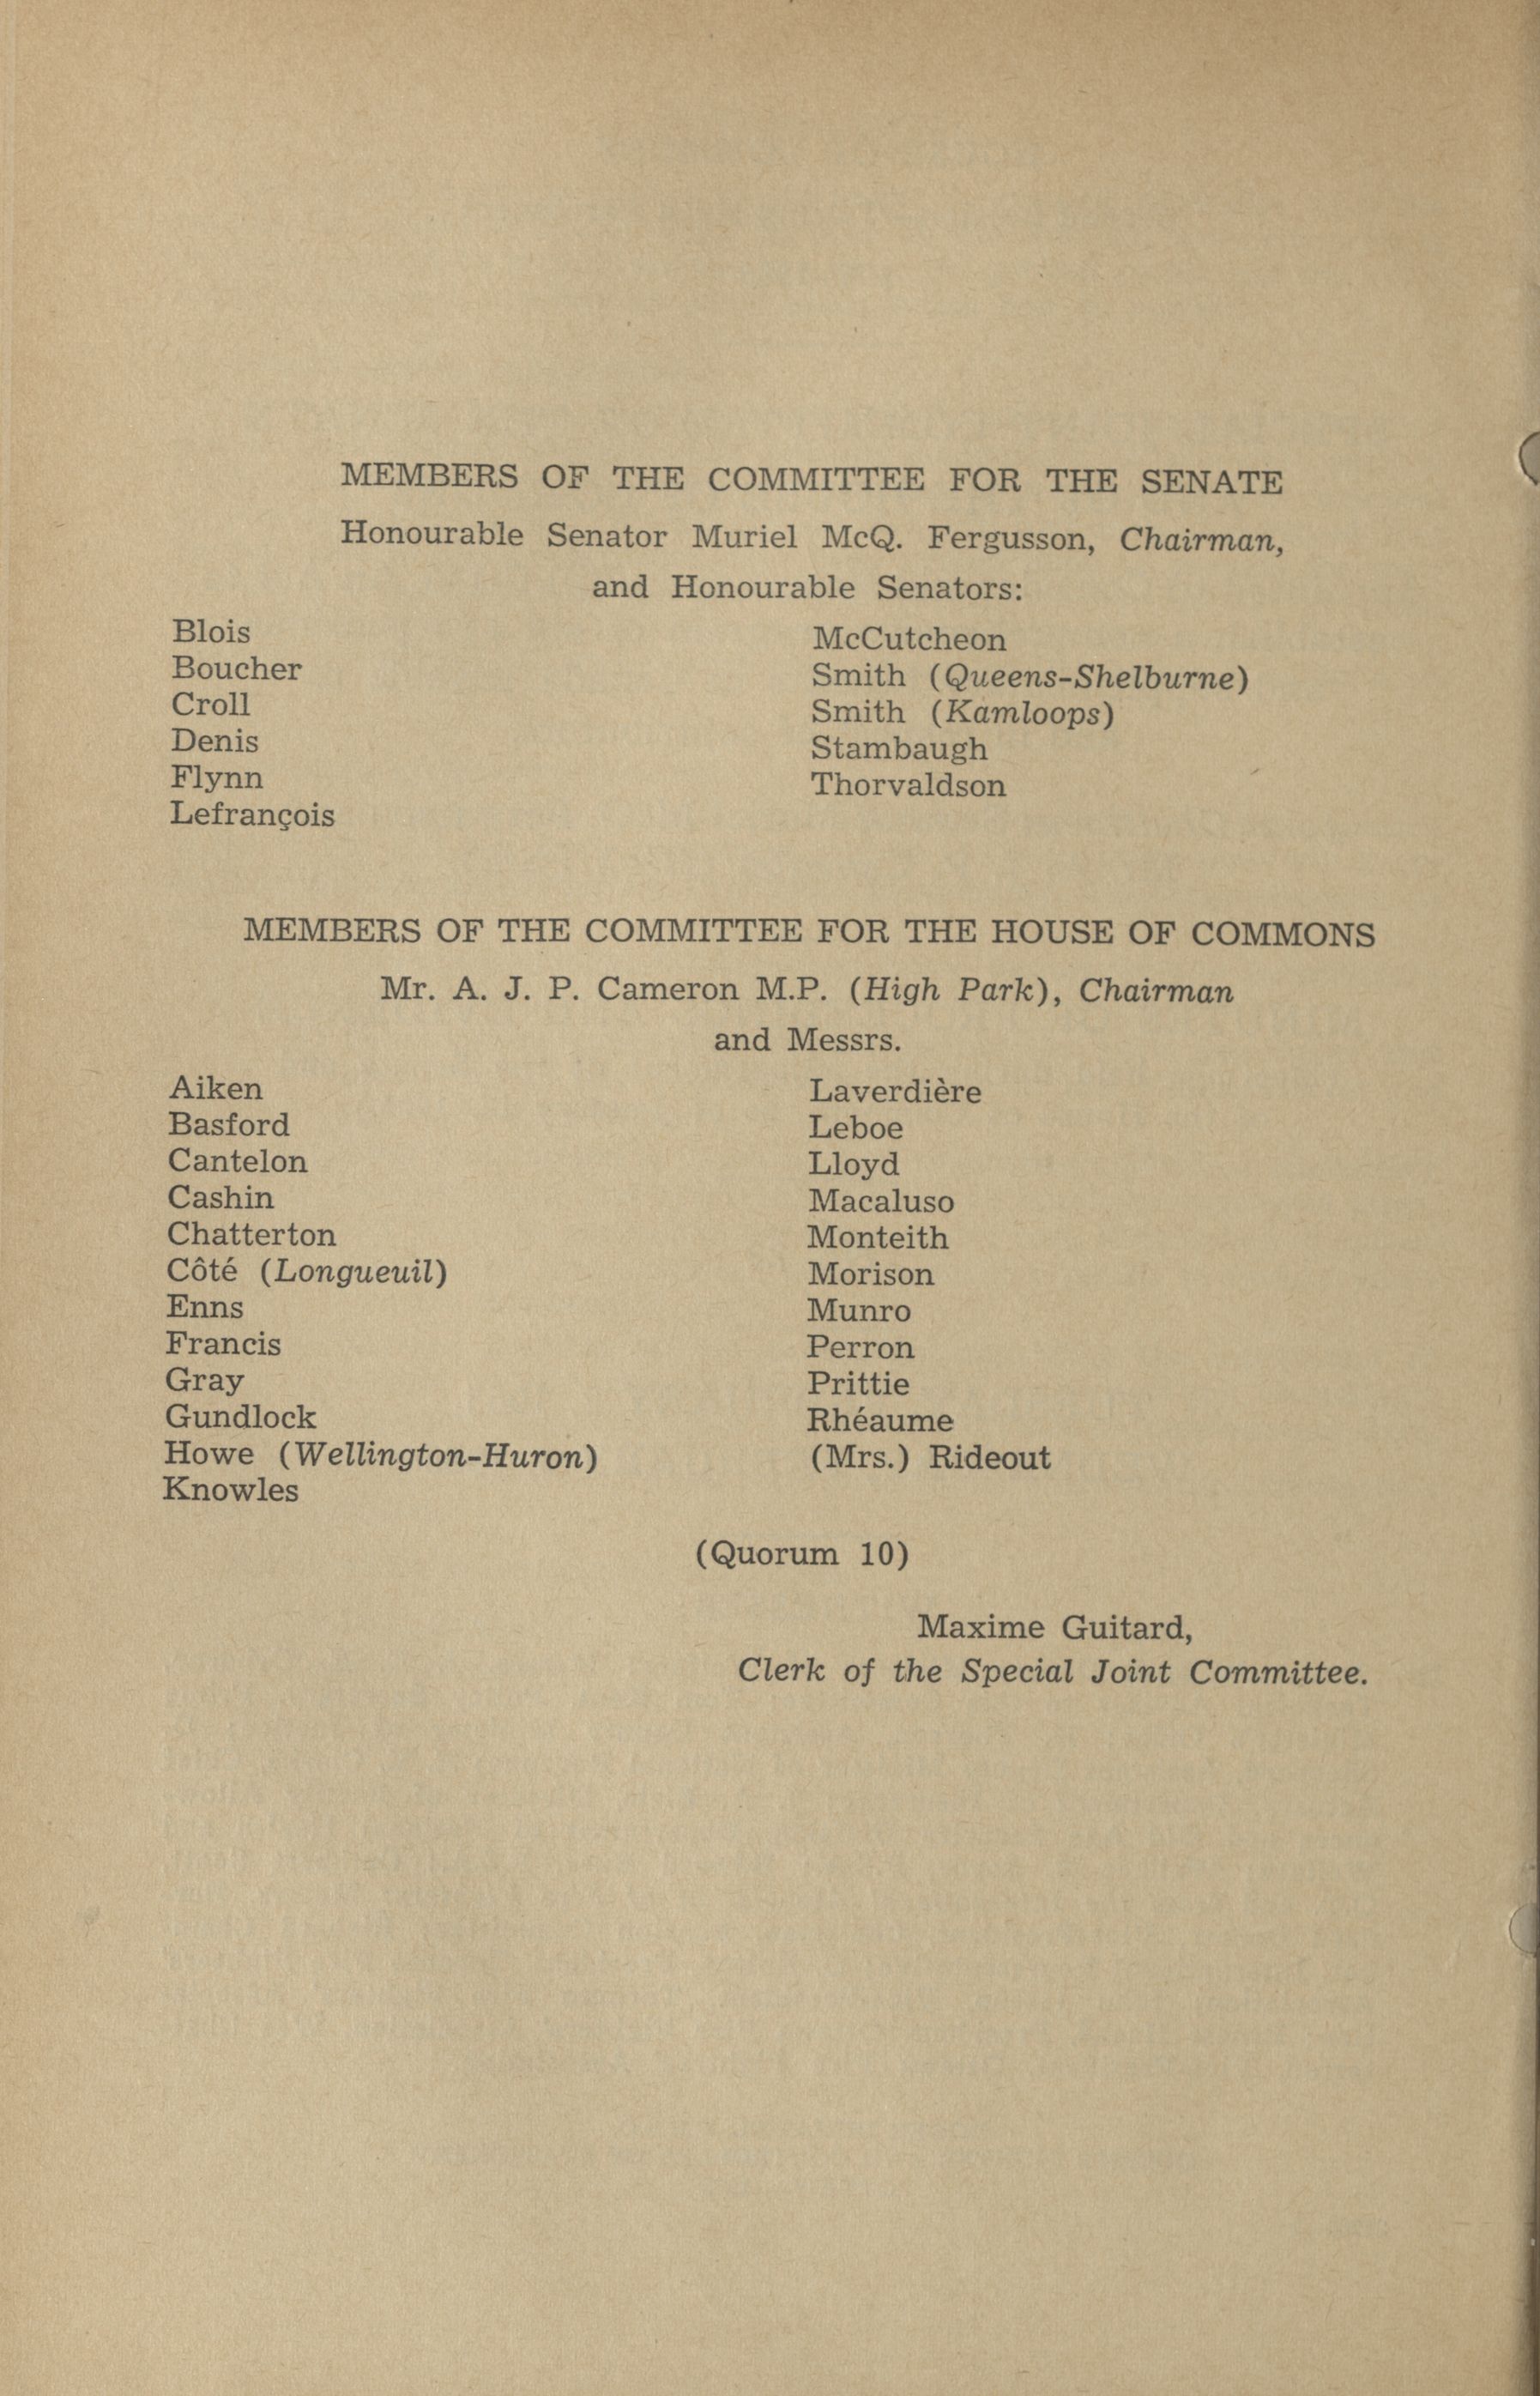 MEMBERS OF THE COMMITTEE FOR THE SENATE
Honourable Senator Muriel McQ. Fergusson, Chairman,
and Honourable Senators:
Blois
Boucher
Croll
Denis
Flynn
Lefrançois
McCutcheon
Smith (Queens-Shelburne)
Smith (Kamloops)
Stambaugh
Thorvaldson
MEMBERS OF THE COMMITTEE FOR THE HOUSE OF COMMONS
Mr. A. J. P. Cameron M.P. (High Park), Chairman
and Messrs.
Aiken
Basford
Cantelon
Cashin
Chatterton
Côté (Longueuil)
Enns
Francis
Gray
Gundlock
Howe (Wellington-Huron)
Knowles
Laverdière
Leboe
Lloyd
Macaluso
Monteith
Morison
Munro
Perron
Prittie
Rhéaume
(Mrs.) Rideout
(Quorum 10)
Maxime Guitard,
Clerk of the Special Joint Committee.